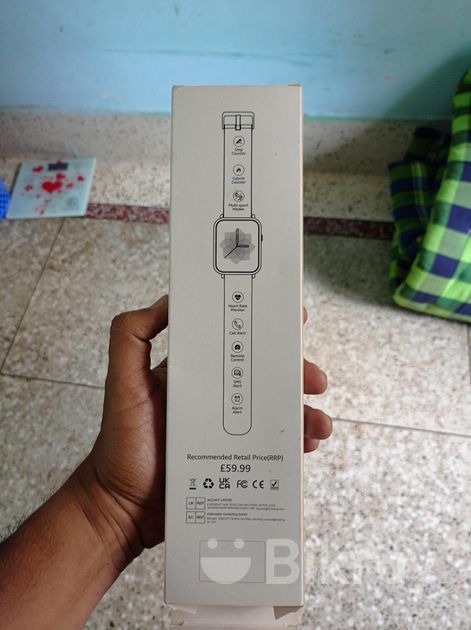 Step
Counter
Calorie
Counter
Multi-sport
Modes
Heart Rate
Monitor
Call Alert
Remote
Control
SMS
Alert
Alarm
Alert
Recommended Retail Price(RRP)
£59.99
UK
CA
FC CE
UK REP
EC REP
Bikroy